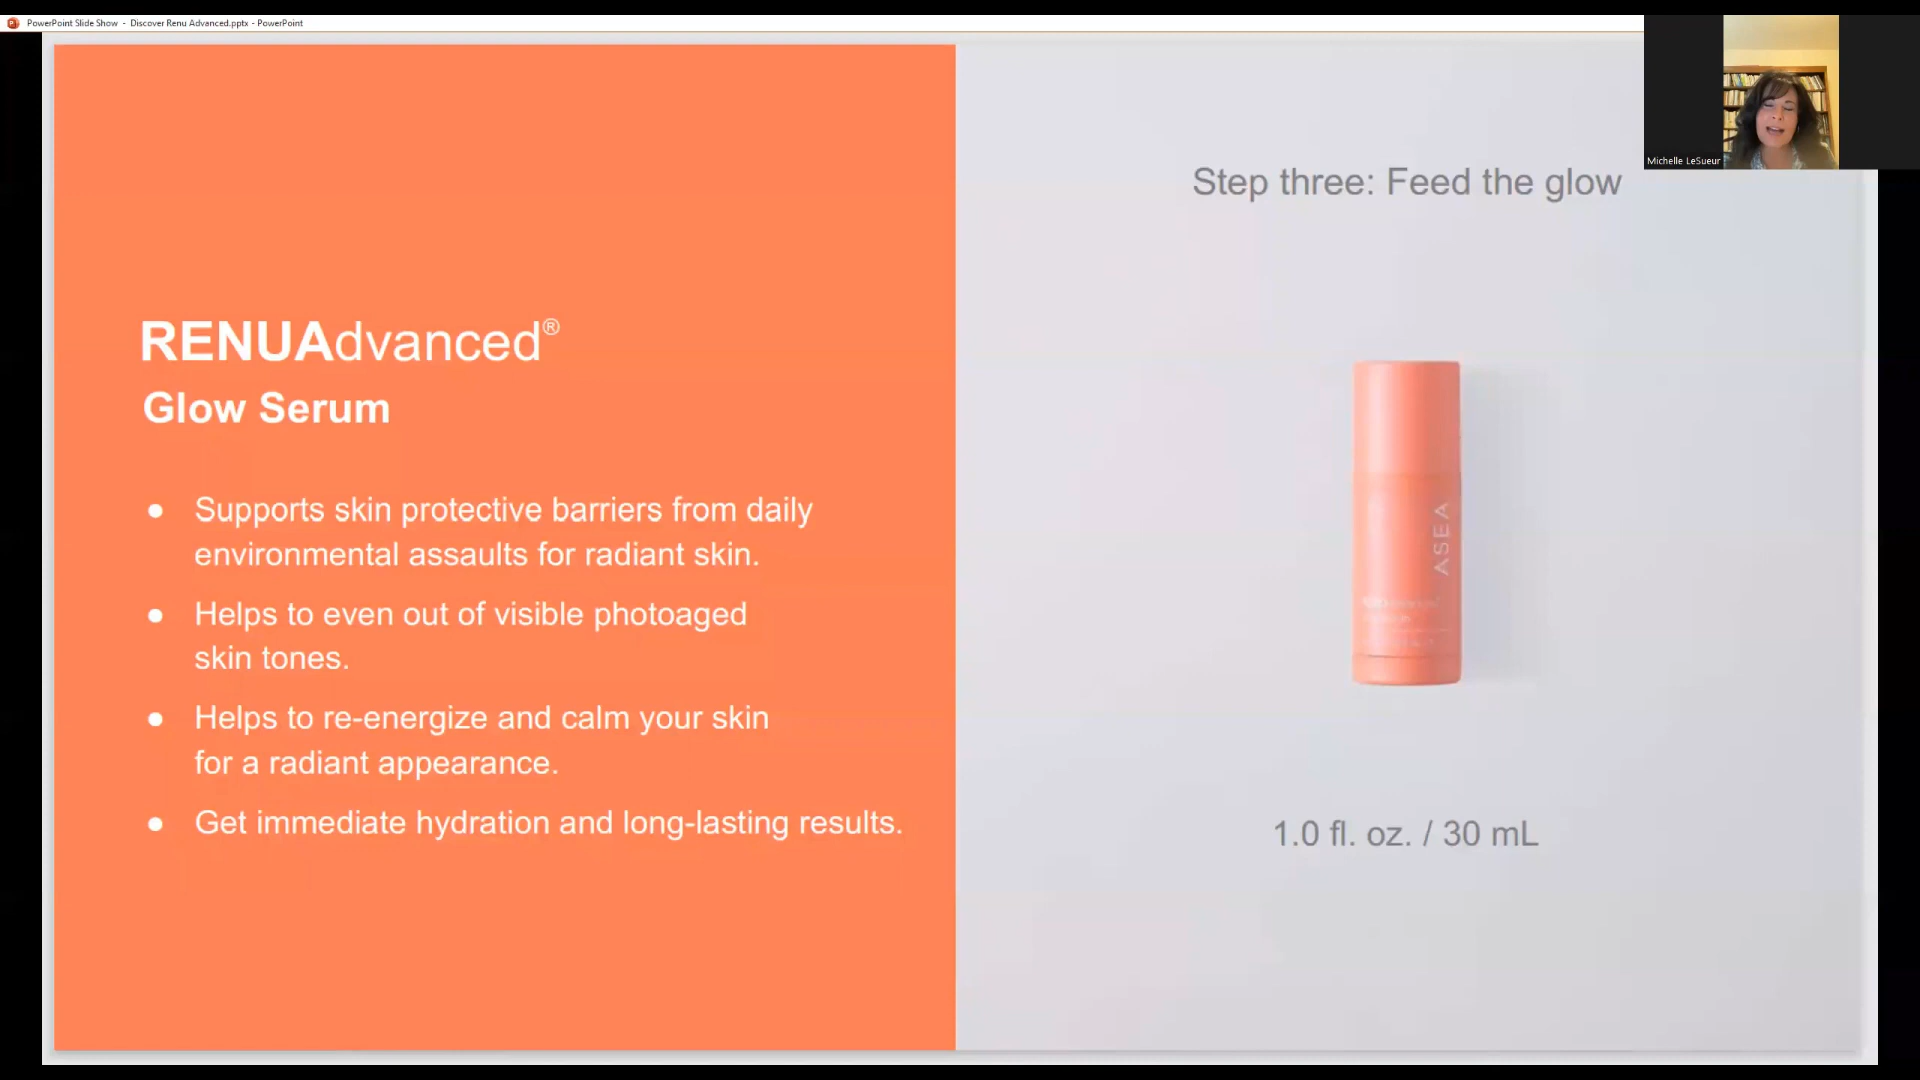 PowerPoint Slide Show - Discover Renu Advanced.pptx - PowerPoint
Michelle LeSueur
Step three: Feed the glow
RENUAdvanced®
Glow Serum
● Supports skin protective barriers from daily
environmental assaults for radiant skin.
● Helps to even out of visible photoaged
skin tones.
● Helps to re-energize and calm your skin
for a radiant appearance.
● Get immediate hydration and long-lasting results.
ASEA
1.0 fl. oz. / 30 mL